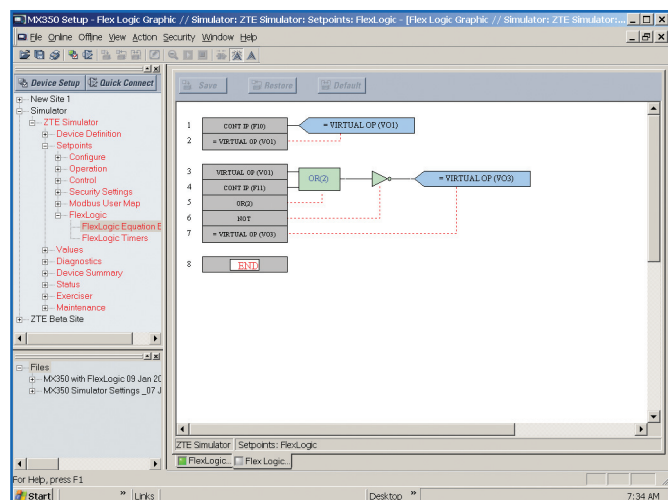 MX350 Setup - Flex Logic Graphic // Simulator: ZTE Simulator: Setpoints: FlexLogic - [Flex Logic Graphic // Simulator: ZTE Simulator:...
File Online Offline View Action Security Window Help
Device Setup Quick Connect
New Site 1
Simulator
ZTE Simulator
Device Definition
Setpoints
Configure
Operation
Control
Security Settings
Modbus User Map
FlexLogic
FlexLogic Equation E
FlexLogic Timers
Values
Diagnostics
Device Summary
Status
Exerciser
Maintenance
ZTE Beta Site
Files
MX350 with FlexLogic 09 Jan 20
MX350 Simulator Settings _07 J
Save Restore Default
1 CONT IP (F10) = VIRTUAL OP (VO1)
2 = VIRTUAL OP (VO1)
3 VIRTUAL OP (VO1) OR(2) = VIRTUAL OP (VO3)
4 CONT IP (F11)
5 OR(2)
6 NOT
7 = VIRTUAL OP (VO3)
8 END
ZTE Simulator Setpoints: FlexLogic
FlexLogic... Flex Logic...
For Help, press F1
Start » Links Desktop » 7:34 AM